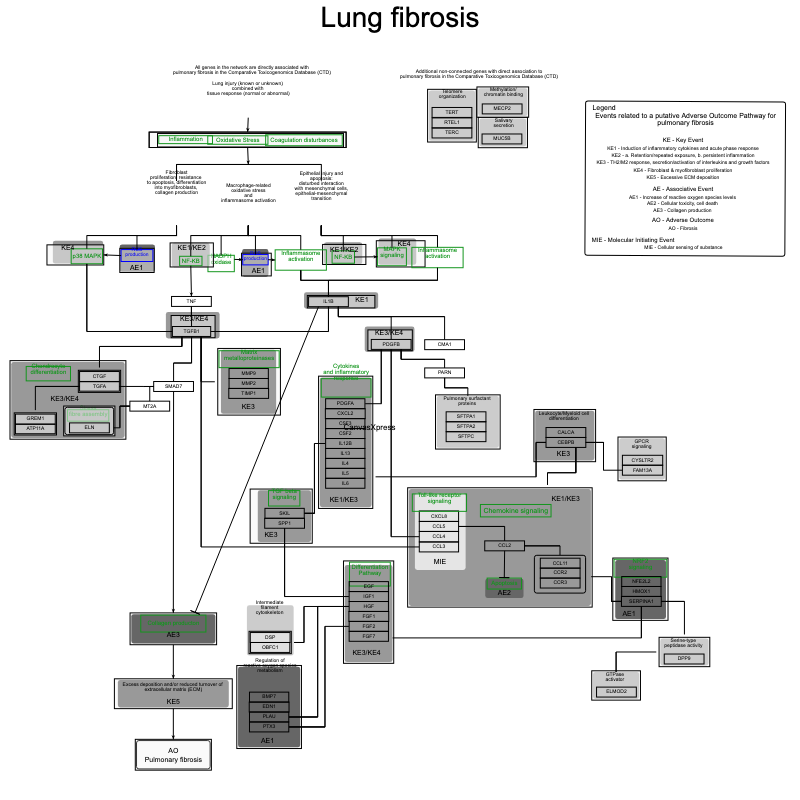 Lung fibrosis
All genes in the network are directly associated with
pulmonary fibrosis in the Comparative Toxicogenomics Database (CTD)
Additional non-connected genes with direct association to
pulmonary fibrosis in the Comparative Toxicogenomics Database (CTD)
Lung injury (known or unknown)
combined with
tissue response (normal or abnormal)
Telomere
organization
TERT
RTEL1
TERC
Methylation/
chromatin binding
MECP2
Salivary
secretion
MUC5B
Legend
Events related to a putative Adverse Outcome Pathway for
pulmonary fibrosis
KE - Key Event
KE1 - Induction of inflammatory cytokines and acute phase response
KE2 - a. Retention/repeated exposure, b. persistent inflammation
KE3 - TH2/M2 response, secretion/activation of interleukins and growth factors
KE4 - Fibroblast & myofibroblast proliferation
KE5 - Excessive ECM deposition
AE - Associative Event
AE1 - Increase of reactive oxygen species levels
AE2 - Cellular toxicity, cell death
AE3 - Collagen production
AO - Adverse Outcome
AO - Fibrosis
MIE - Molecular Initiating Event
MIE - Cellular sensing of substance
Inflammation
Oxidative Stress
Coagulation disturbances
Fibroblast
proliferation, resistance
to apoptosis, differentiation
into myofibroblasts,
collagen production
Macrophage-related
oxidative stress
and
inflammasome activation
Epithelial injury and
apoptosis;
disturbed interaction
with mesenchymal cells,
epithelial-mesenchymal
transition
KE4
p38 MAPK
production
AE1
KE1/KE2
NF-KB
NADPH
oxidase
production
AE1
Inflammasome
activation
KE1/KE2
NF-KB
KE4
MAPK
signaling
Inflammasome
activation
TNF
IL1B
KE1
KE3/KE4
TGFB1
KE3/KE4
PDGFB
CMA1
PARN
Chondrocyte
differentiation
CTGF
TGFA
KE3/KE4
GREM1
ATP11A
ELN
SMAD7
MT2A
Matrix
metalloproteinases
MMP9
MMP2
TIMP1
KE3
Cytokines
and inflammatory
response
PDGFA
CXCL2
CSF3
CSF2
IL12B
IL13
IL4
IL5
IL6
KE1/KE3
CanvasXpress
Pulmonary surfactant
proteins
SFTPA1
SFTPA2
SFTPC
Leukocyte/Myeloid cell
differentiation
CALCA
CEBPB
KE3
GPCR
signaling
CYSLTR2
FAM13A
signaling
SKIL
SPP1
KE3
Toll-like receptor
signaling
CXCL8
CCL5
CCL4
CCL3
MIE
KE1/KE3
Chemokine signaling
CCL2
AE2
CCL11
CCR2
CCR3
NFE2L2
HMOX1
SERPINA1
AE1
Differentiation
Pathway
EGF
IGF1
HGF
FGF1
FGF2
FGF7
KE3/KE4
Intermediate
filament
cytoskeleton
DSP
OBFC1
AE3
Regulation of
metabolism
BMP7
EDN1
PLAU
PTX3
AE1
Serine-type
peptidase activity
DPP9
GTPase
activator
ELMOD2
Excess deposition and/or reduced turnover of
extracellular matrix (ECM)
KE5
AO
Pulmonary fibrosis